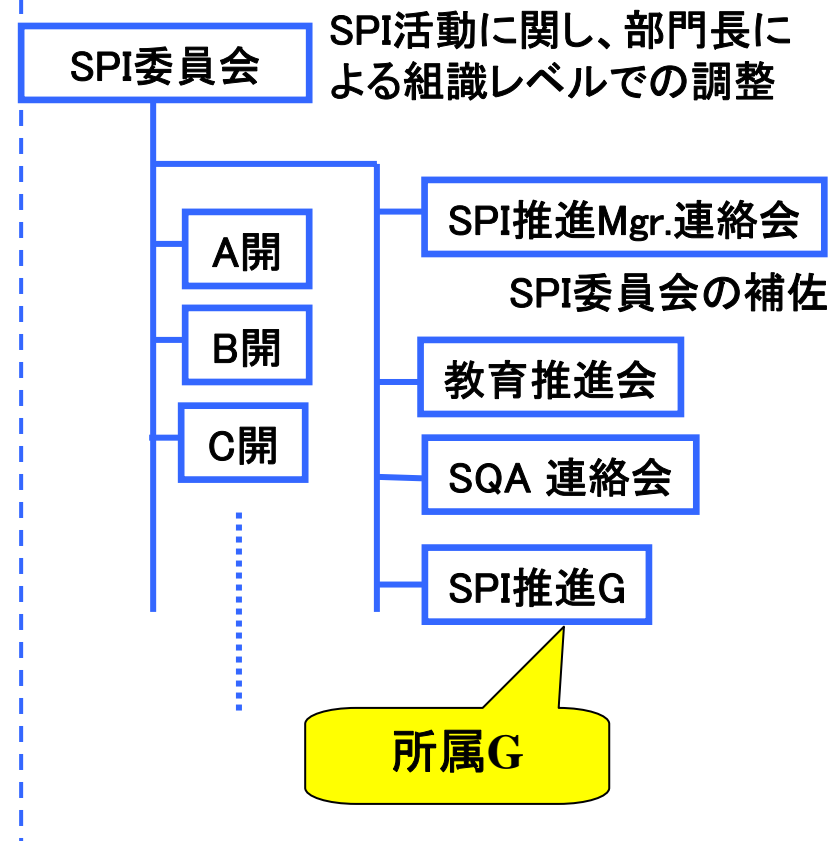 SPI委員会
SPI活動に関し、部門長に
よる組識レベルでの調整
SPI推進Mgr.連絡会
SPI委員会の補佐
A開
B開
C開
教育推進会
SQA 連絡会
SPI推進G
所属G